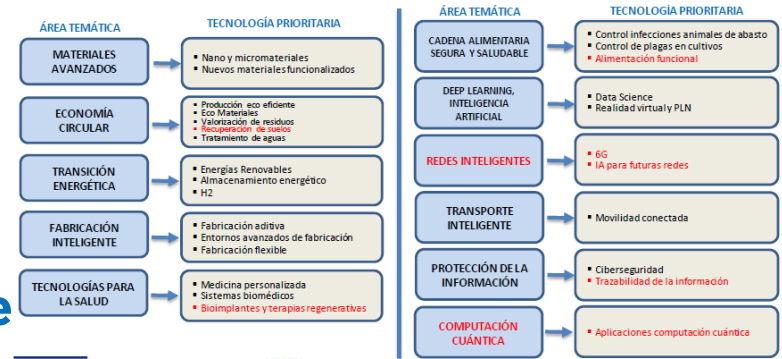 ÁREA TEMÁTICA
TECNOLOGÍA PRIORITARIA
MATERIALES
AVANZADOS
▪ Nano y micromateriales
▪ Nuevos materiales funcionalizados
ECONOMÍA
CIRCULAR
▪ Producción eco eficiente
▪ Eco Materiales
▪ Valorización de residuos
▪ Recuperación de suelos
▪ Tratamiento de aguas
TRANSICIÓN
ENERGÉTICA
▪ Energías Renovables
▪ Almacenamiento energético
▪ H2
FABRICACIÓN
INTELIGENTE
▪ Fabricación aditiva
▪ Entornos avanzados de fabricación
▪ Fabricación flexible
TECNOLOGÍAS PARA
LA SALUD
▪ Medicina personalizada
▪ Sistemas biomédicos
▪ Bioimplantes y terapias regenerativas
e
ÁREA TEMÁTICA
TECNOLOGÍA PRIORITARIA
CADENA ALIMENTARIA
SEGURA Y SALUDABLE
▪ Control infecciones animales de abasto
▪ Control de plagas en cultivos
▪ Alimentación funcional
DEEP LEARNING,
INTELIGENCIA
ARTIFICIAL
▪ Data Science
▪ Realidad virtual y PLN
REDES INTELIGENTES
▪ 6G
▪ IA para futuras redes
TRANSPORTE
INTELIGENTE
▪ Movilidad conectada
PROTECCIÓN DE LA
INFORMACIÓN
▪ Ciberseguridad
▪ Trazabilidad de la información
COMPUTACIÓN
CUÁNTICA
▪ Aplicaciones computación cuántica